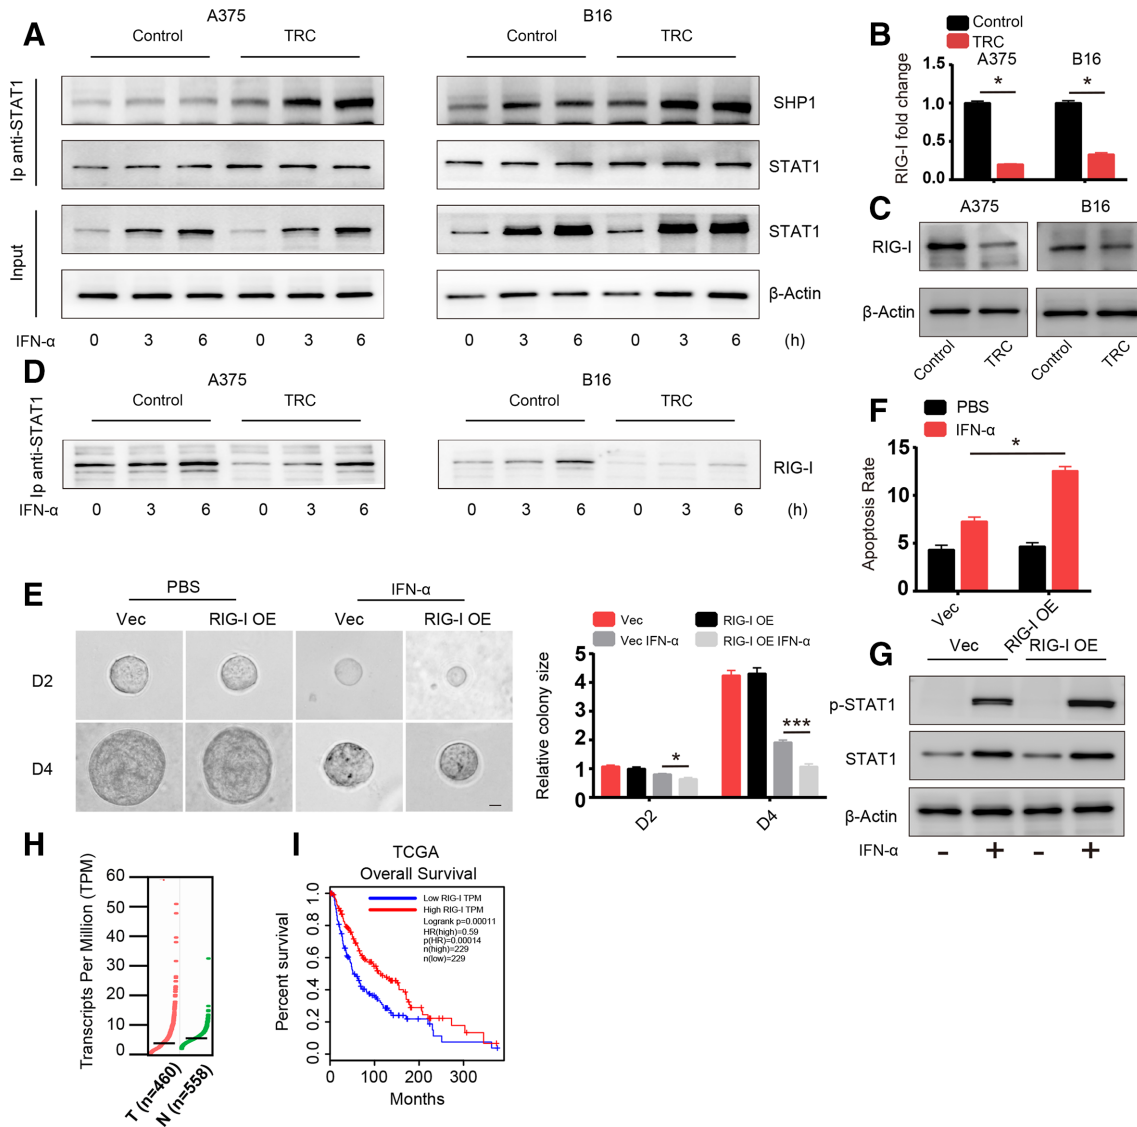 A
A375
B16
Control
TRC
Control
TRC
Ip anti-STAT1
SHP1
STAT1
Input
STAT1
β-Actin
IFN-α 0 3 6 0 3 6 0 3 6 0 3 6 (h)
B
Control
TRC
A375 B16
RIG-I fold change
1.5
1.0
0.5
0.0
*
*
C
A375 B16
RIG-I
β-Actin
Control TRC Control TRC
D
A375
B16
Control
TRC
Control
TRC
Ip anti-STAT1
RIG-I
IFN-α 0 3 6 0 3 6 0 3 6 0 3 6 (h)
E
PBS IFN-α
Vec RIG-I OE Vec RIG-I OE
D2
D4
Vec RIG-I OE
Vec IFN-α RIG-I OE IFN-α
Relative colony size
5
4
3
2
1
0
*
***
D2 D4
F
PBS
IFN-α
Apoptosis Rate
15
10
5
0
*
Vec RIG-I OE
G
Vec RIG-I OE
p-STAT1
STAT1
β-Actin
IFN-α - + - +
H
Transcripts Per Million (TPM)
60
50
40
30
20
10
0
T (n=460)
N (n=558)
I
TCGA
Overall Survival
Low RIG-I TPM
High RIG-I TPM
Logrank p=0.00011
HR(high)=0.59
p(HR)=0.00014
n(high)=229
n(low)=229
Percent survival
1.0
0.8
0.6
0.4
0.2
0.0
0 100 200 300
Months